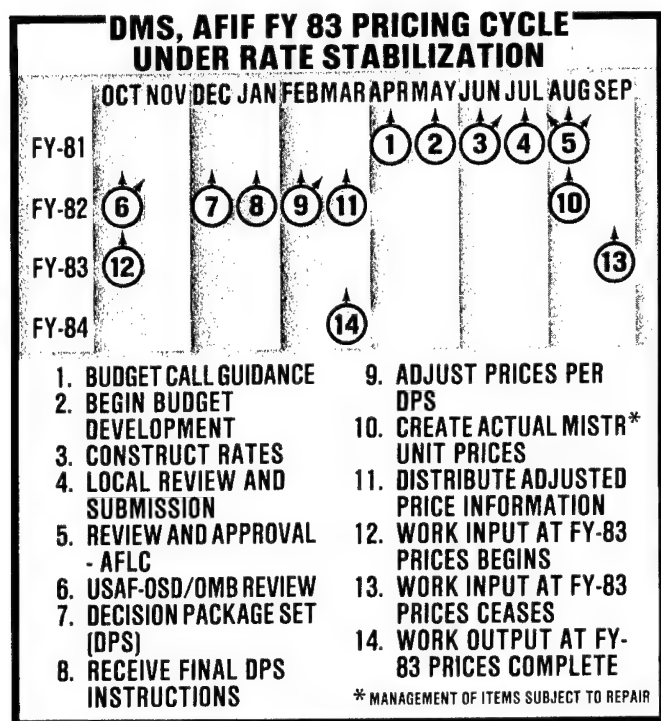 DMS, AFIF FY 83 PRICING CYCLE
UNDER RATE STABILIZATION
OCT NOV DEC JAN FEB MAR APR MAY JUN JUL AUG SEP
FY-81 1 2 3 4 5
FY-82 6 7 8 9 11 10
FY-83 12 13
FY-84 14
1. BUDGET CALL GUIDANCE
2. BEGIN BUDGET
DEVELOPMENT
3. CONSTRUCT RATES
4. LOCAL REVIEW AND
SUBMISSION
5. REVIEW AND APPROVAL
- AFLC
6. USAF-OSD/OMB REVIEW
7. DECISION PACKAGE SET
(DPS)
8. RECEIVE FINAL DPS
INSTRUCTIONS
9. ADJUST PRICES PER
DPS
10. CREATE ACTUAL MISTR*
UNIT PRICES
11. DISTRIBUTE ADJUSTED
PRICE INFORMATION
12. WORK INPUT AT FY-83
PRICES BEGINS
13. WORK INPUT AT FY-83
PRICES CEASES
14. WORK OUTPUT AT FY-
83 PRICES COMPLETE
* MANAGEMENT OF ITEMS SUBJECT TO REPAIR